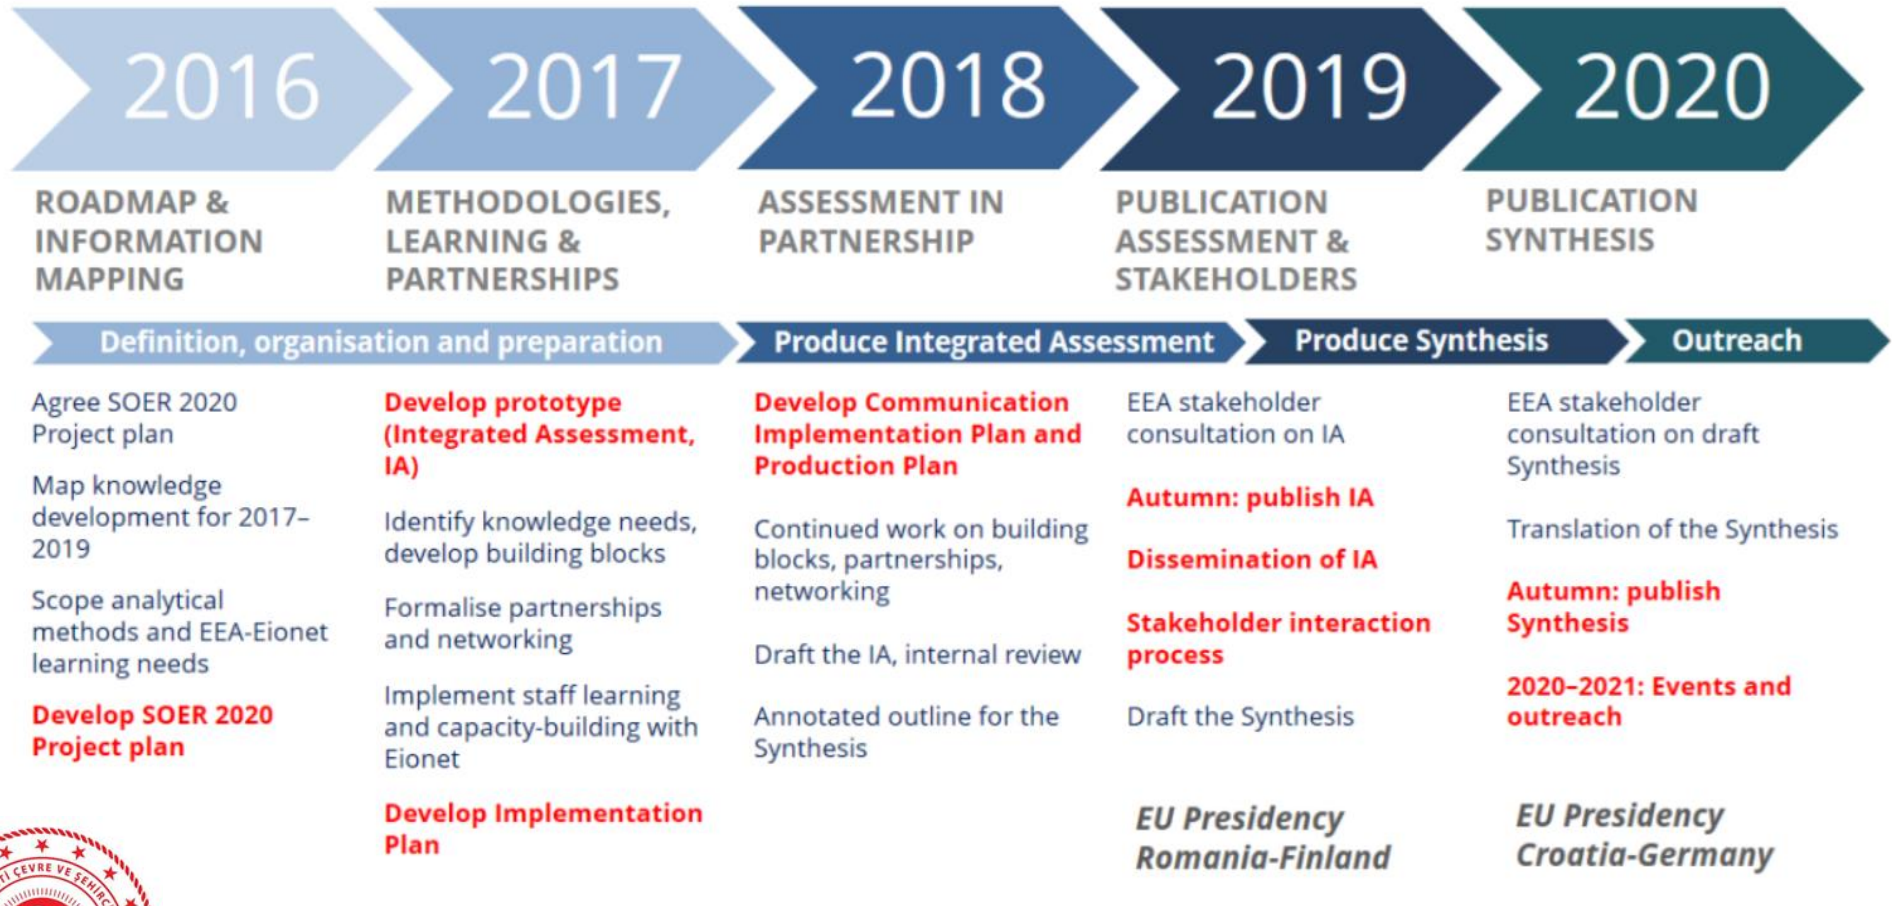 2016
2017
2018
2019
2020
ROADMAP &
INFORMATION
MAPPING
METHODOLOGIES,
LEARNING &
PARTNERSHIPS
ASSESSMENT IN
PARTNERSHIP
PUBLICATION
ASSESSMENT &
STAKEHOLDERS
PUBLICATION
SYNTHESIS
Definition, organisation and preparation
Produce Integrated Assessment
Produce Synthesis
Outreach
Agree SOER 2020
Project plan
Map knowledge
development for 2017–
2019
Scope analytical
methods and EEA-Eionet
learning needs
Develop SOER 2020
Project plan
Develop prototype
(Integrated Assessment,
IA)
Identify knowledge needs,
develop building blocks
Formalise partnerships
and networking
Implement staff learning
and capacity-building with
Eionet
Develop Implementation
Plan
Develop Communication
Implementation Plan and
Production Plan
Continued work on building
blocks, partnerships,
networking
Draft the IA, internal review
Annotated outline for the
Synthesis
EEA stakeholder
consultation on IA
Autumn: publish IA
Dissemination of IA
Stakeholder interaction
process
Draft the Synthesis
EU Presidency
Romania-Finland
EEA stakeholder
consultation on draft
Synthesis
Translation of the Synthesis
Autumn: publish
Synthesis
2020–2021: Events and
outreach
EU Presidency
Croatia-Germany
ÇEVRE VE